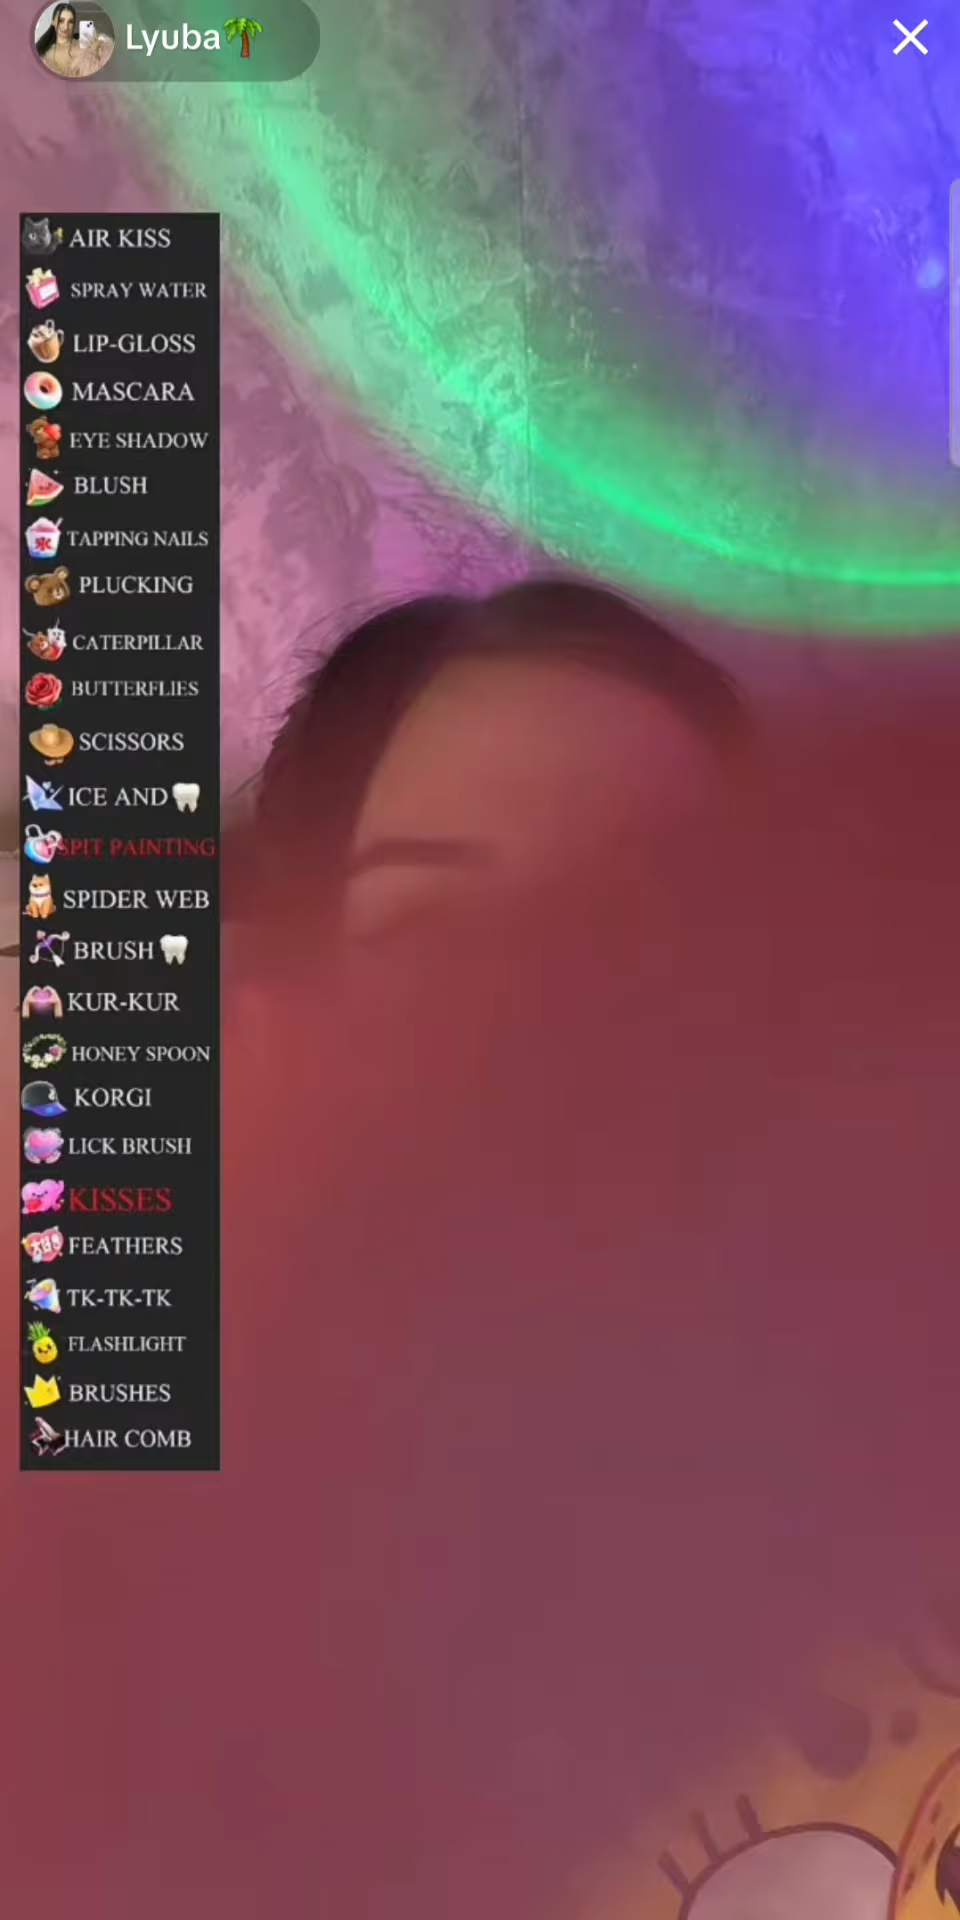 Lyuba🌴
AIR KISS
SPRAY WATER
LIP-GLOSS
MASCARA
EYE SHADOW
BLUSH
TAPPING NAILS
PLUCKING
CATERPILLAR
BUTTERFLIES
SCISSORS
ICE AND🦷
SPIT PAINTING
SPIDER WEB
BRUSH🦷
KUR-KUR
HONEY SPOON
KORGI
LICK BRUSH
KISSES
FEATHERS
TK-TK-TK
FLASHLIGHT
BRUSHES
HAIR COMB